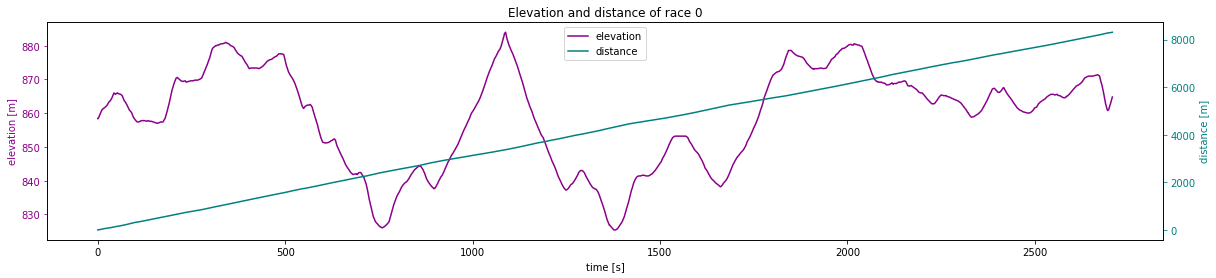 Elevation and distance of race 0
elevation
distance
elevation [m]
880
870
860
850
840
830
8000
6000
4000
2000
0
distance [m]
0
500
1000
1500
2000
2500
time [s]